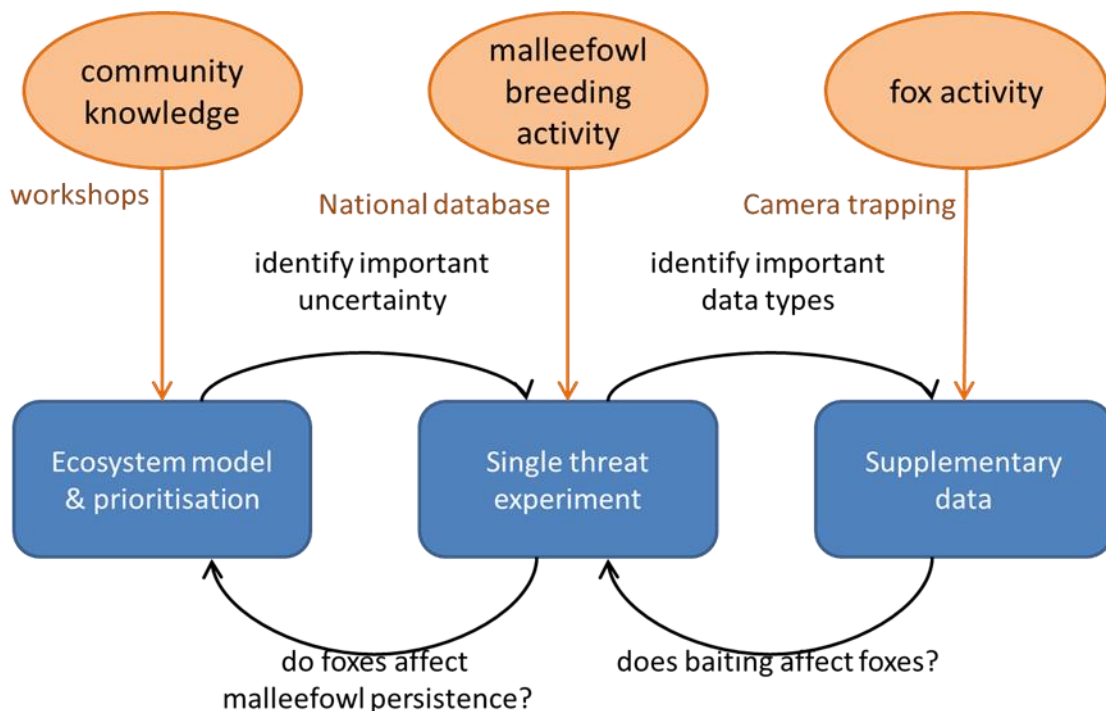 community
knowledge
malleefowl
breeding
activity
fox activity
workshops
National database
Camera trapping
identify important
uncertainty
identify important
data types
Ecosystem model
& prioritisation
Single threat
experiment
Supplementary
data
do foxes affect
malleefowl persistence?
does baiting affect foxes?